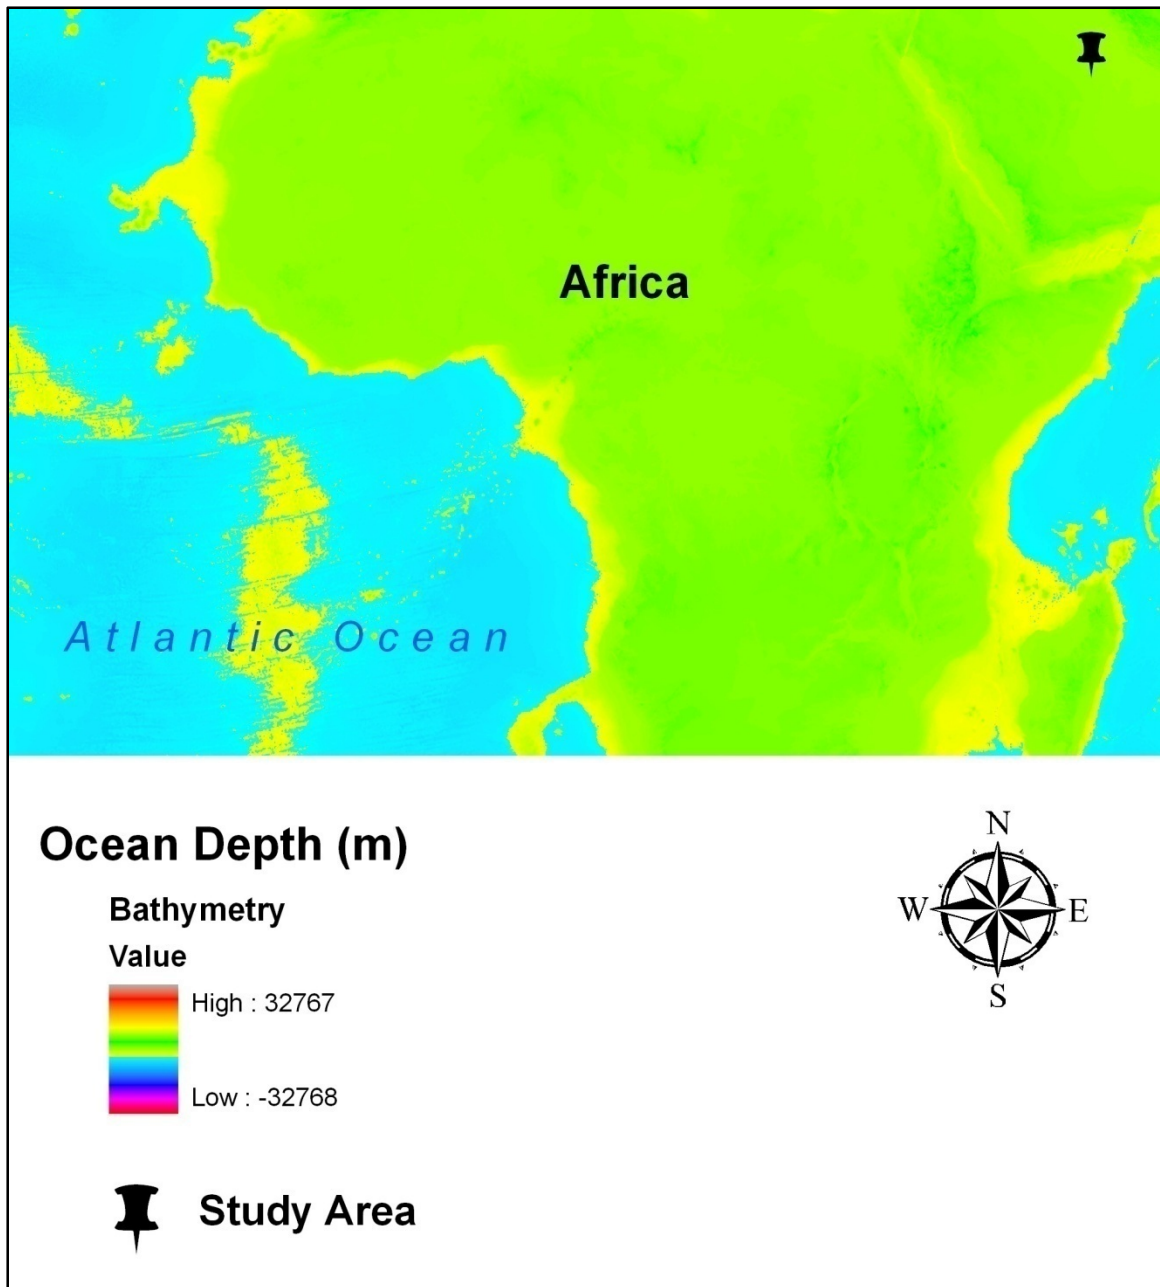 Africa
Atlantic Ocean
Ocean Depth (m)
Bathymetry
Value
High : 32767
Low : -32768
N
W
E
S
Study Area